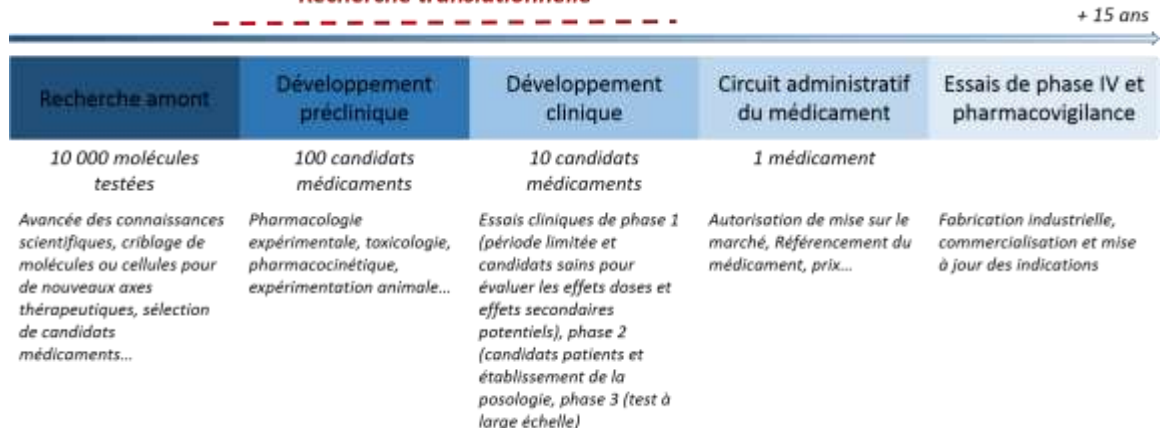 Recherche translationnelle
+ 15 ans
Recherche amont
Développement
préclinique
Développement
clinique
Circuit administratif
du médicament
Essais de phase IV et
pharmacovigilance
10 000 molécules
testées
100 candidats
médicaments
10 candidats
médicaments
1 médicament
Avancée des connaissances
scientifiques, criblage de
molécules ou cellules pour
de nouveaux axes
thérapeutiques, sélection
de candidats
médicaments...
Pharmacologie
expérimentale, toxicologie,
pharmacocinétique,
expérimentation animale...
Essais cliniques de phase 1
(période limitée et
candidats sains pour
évaluer les effets doses et
effets secondaires
potentiels), phase 2
(candidats patients et
établissement de la
posologie, phase 3 (test à
large échelle)
Autorisation de mise sur le
marché, Référencement du
médicament, prix...
Fabrication industrielle,
commercialisation et mise
à jour des indications